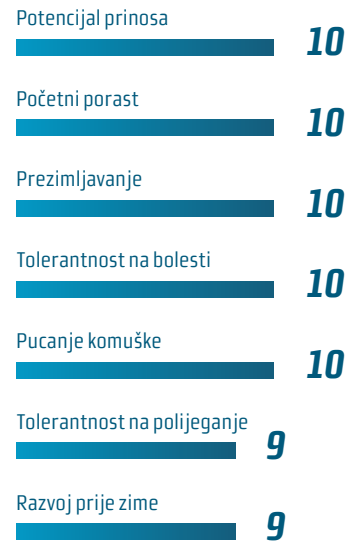 Potencijal prinosa
10
Početni porast
10
Prezimljavanje
10
Tolerantnost na bolesti
10
Pucanje komuške
10
Tolerantnost na polijeganje
9
Razvoj prije zime
9